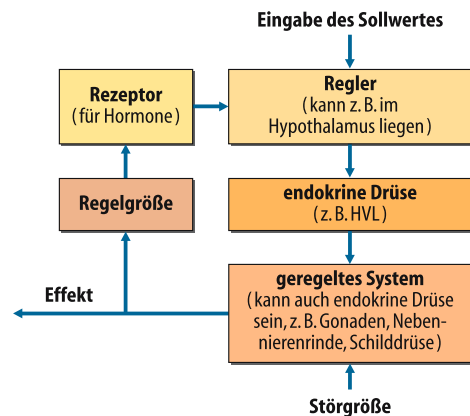 Eingabe des Sollwertes
Rezeptor
(für Hormone)
Regler
(kann z. B. im
Hypothalamus liegen)
Regelgröße
endokrine Drüse
(z. B. HVL)
Effekt
geregeltes System
(kann auch endokrine Drüse
sein, z. B. Gonaden, Neben-
nierenrinde, Schilddrüse)
Störgröße